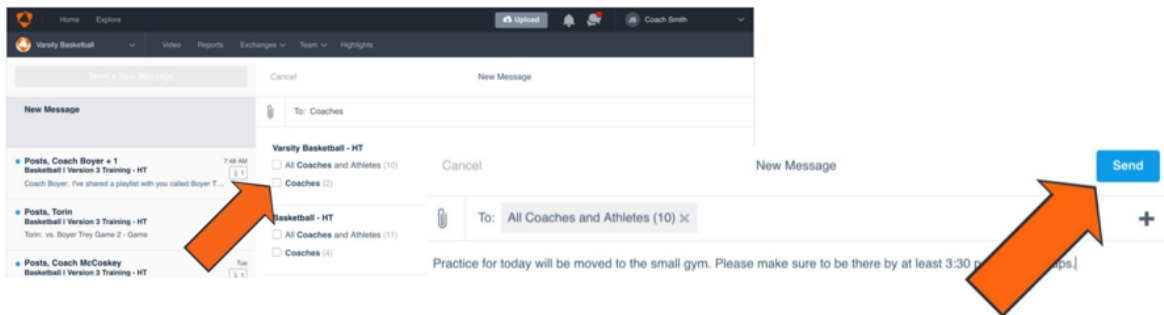 Home Explore Upload JS Coach Smith
Varsity Basketball Video Reports Exchanges Team Highlights
Send a New Message Cancel New Message
New Message
To: Coaches
Varsity Basketball - HT
All Coaches and Athletes (10)
Coaches (2)
Basketball - HT
All Coaches and Athletes (11)
Coaches (4)
Posts, Coach Boyer + 1 7:48 AM
Basketball I Version 3 Training - HT 1
Coach Boyer: I've shared a playlist with you called Boyer T...
Posts, Torin
Basketball I Version 3 Training - HT
Torin: vs. Boyer Trey Game 2 - Game
Posts, Coach McCoskey Tue
Basketball I Version 3 Training - HT 1
Cancel New Message Send
To: All Coaches and Athletes (10) ×
Practice for today will be moved to the small gym. Please make sure to be there by at least 3:30